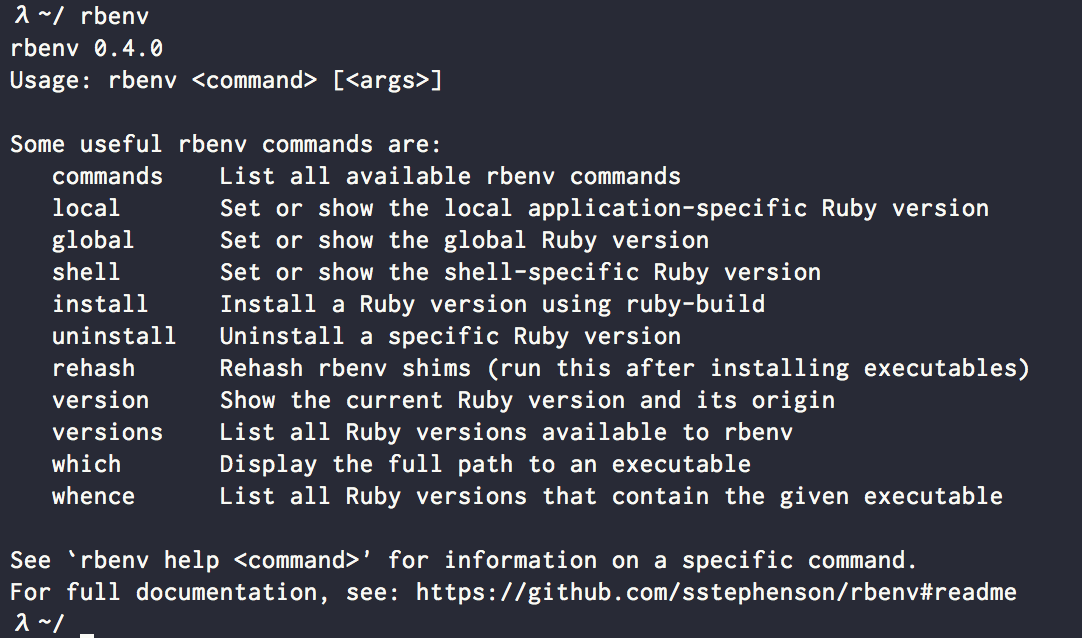 λ ~/ rbenv
rbenv 0.4.0
Usage: rbenv <command> [<args>]

Some useful rbenv commands are:
   commands    List all available rbenv commands
   local       Set or show the local application-specific Ruby version
   global      Set or show the global Ruby version
   shell       Set or show the shell-specific Ruby version
   install     Install a Ruby version using ruby-build
   uninstall   Uninstall a specific Ruby version
   rehash      Rehash rbenv shims (run this after installing executables)
   version     Show the current Ruby version and its origin
   versions    List all Ruby versions available to rbenv
   which       Display the full path to an executable
   whence      List all Ruby versions that contain the given executable

See `rbenv help <command>' for information on a specific command.
For full documentation, see: https://github.com/sstephenson/rbenv#readme
λ ~/